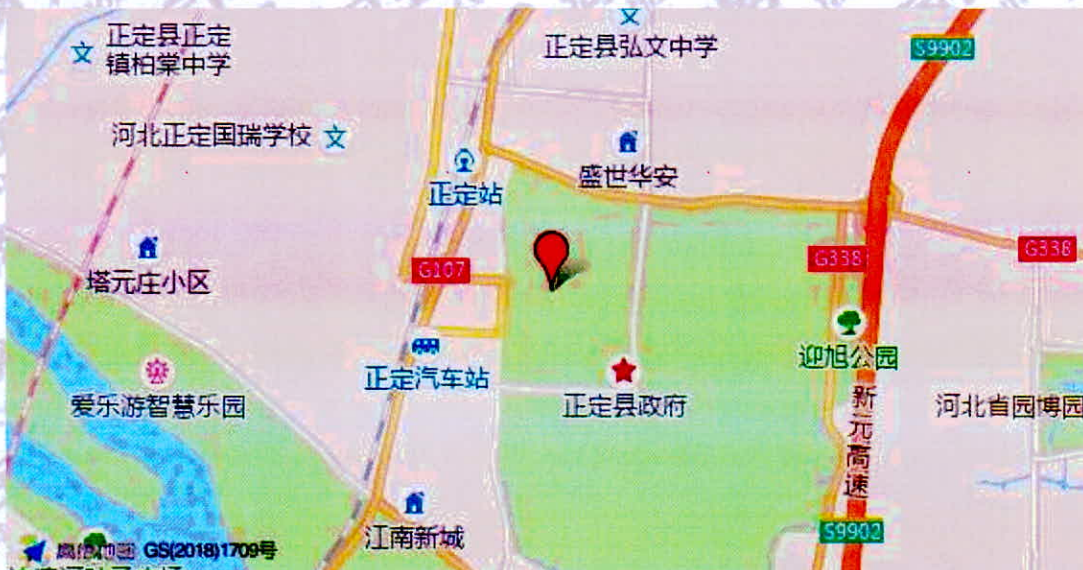 正定县正定
镇柏棠中学
正定县弘文中学
S9902
河北正定国瑞学校
正定站
盛世华安
G107
G338
G338
塔元庄小区
正定汽车站
迎旭公园
爱乐游智慧乐园
正定县政府
新元高速
河北省园博园
江南新城
S9902
高德地图 GS(2018)1709号